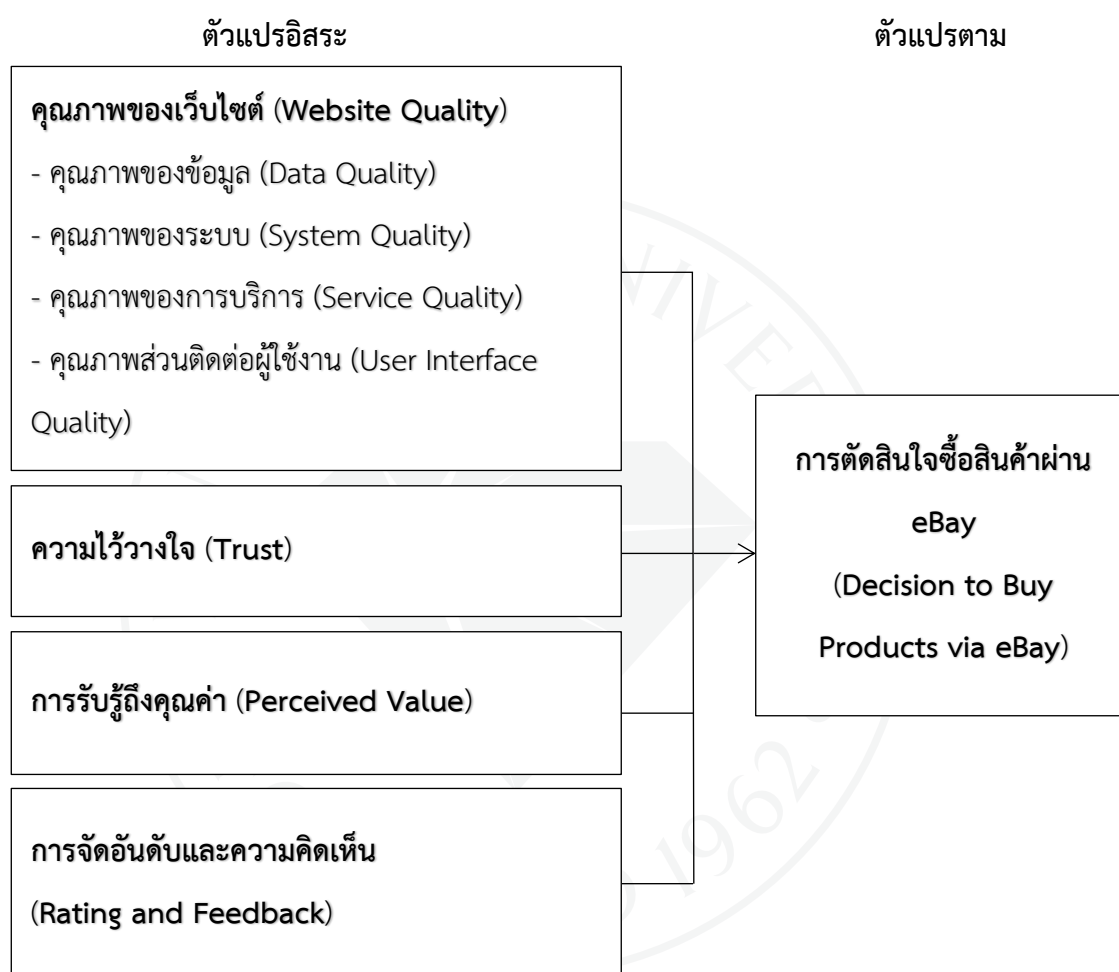 ตัวแปรอิสระ
ตัวแปรตาม
คุณภาพของเว็บไซต์ (Website Quality)
- คุณภาพของข้อมูล (Data Quality)
- คุณภาพของระบบ (System Quality)
- คุณภาพของการบริการ (Service Quality)
- คุณภาพส่วนติดต่อผู้ใช้งาน (User Interface
Quality)
ความไว้วางใจ (Trust)
การรับรู้ถึงคุณค่า (Perceived Value)
การจัดอันดับและความคิดเห็น
(Rating and Feedback)
การตัดสินใจซื้อสินค้าผ่าน
eBay
(Decision to Buy
Products via eBay)
1962